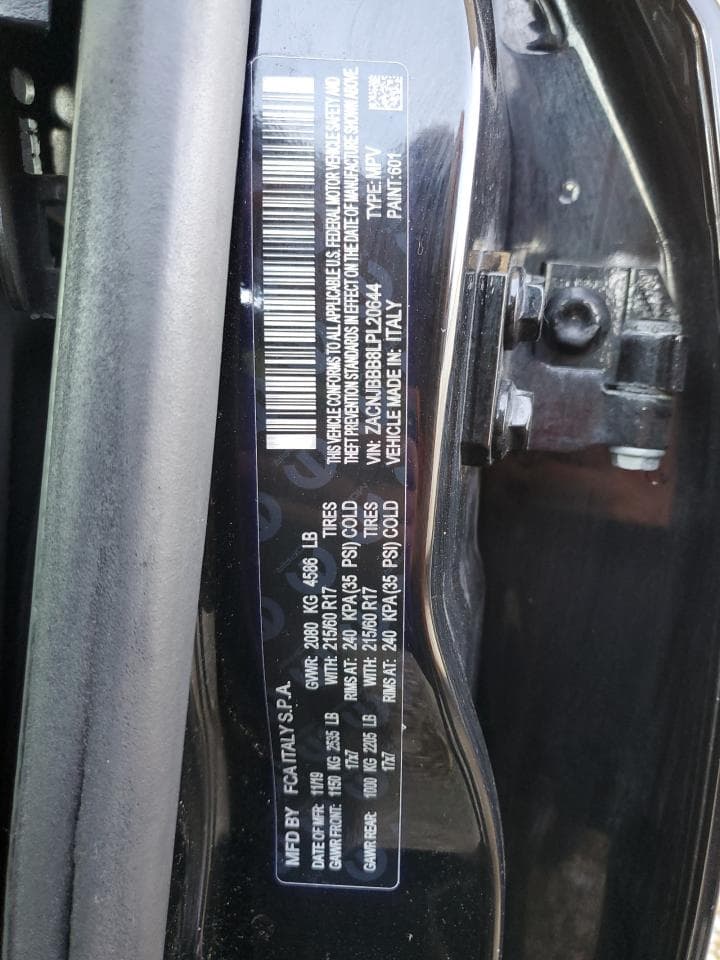 MFD BY FCA ITALY S.P.A.
DATE OF MFR: 11/19 GVWR: 2080 KG 4586 LB
GAWR FRONT: 1150 KG 2535 LB WITH: 215/60 R17 TIRES
17x7 RIMS AT: 240 KPA(35 PSI) COLD
GAWR REAR: 1000 KG 2205 LB WITH: 215/60 R17 TIRES
17x7 RIMS AT: 240 KPA(35 PSI) COLD
THIS VEHICLE CONFORMS TO ALL APPLICABLE U.S. FEDERAL MOTOR VEHICLE SAFETY AND
THEFT PREVENTION STANDARDS IN EFFECT ON THE DATE OF MANUFACTURE SHOWN ABOVE
VIN: ZACNJBBB8LPL20644 TYPE: MPV
VEHICLE MADE IN: ITALY PAINT: 601